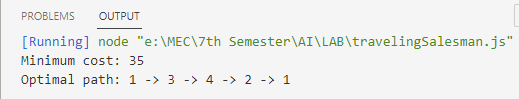 PROBLEMS OUTPUT
[Running] node "e:\MEC\7th Semester\AI\LAB\travelingSalesman.js"
Minimum cost: 35
Optimal path: 1 -> 3 -> 4 -> 2 -> 1